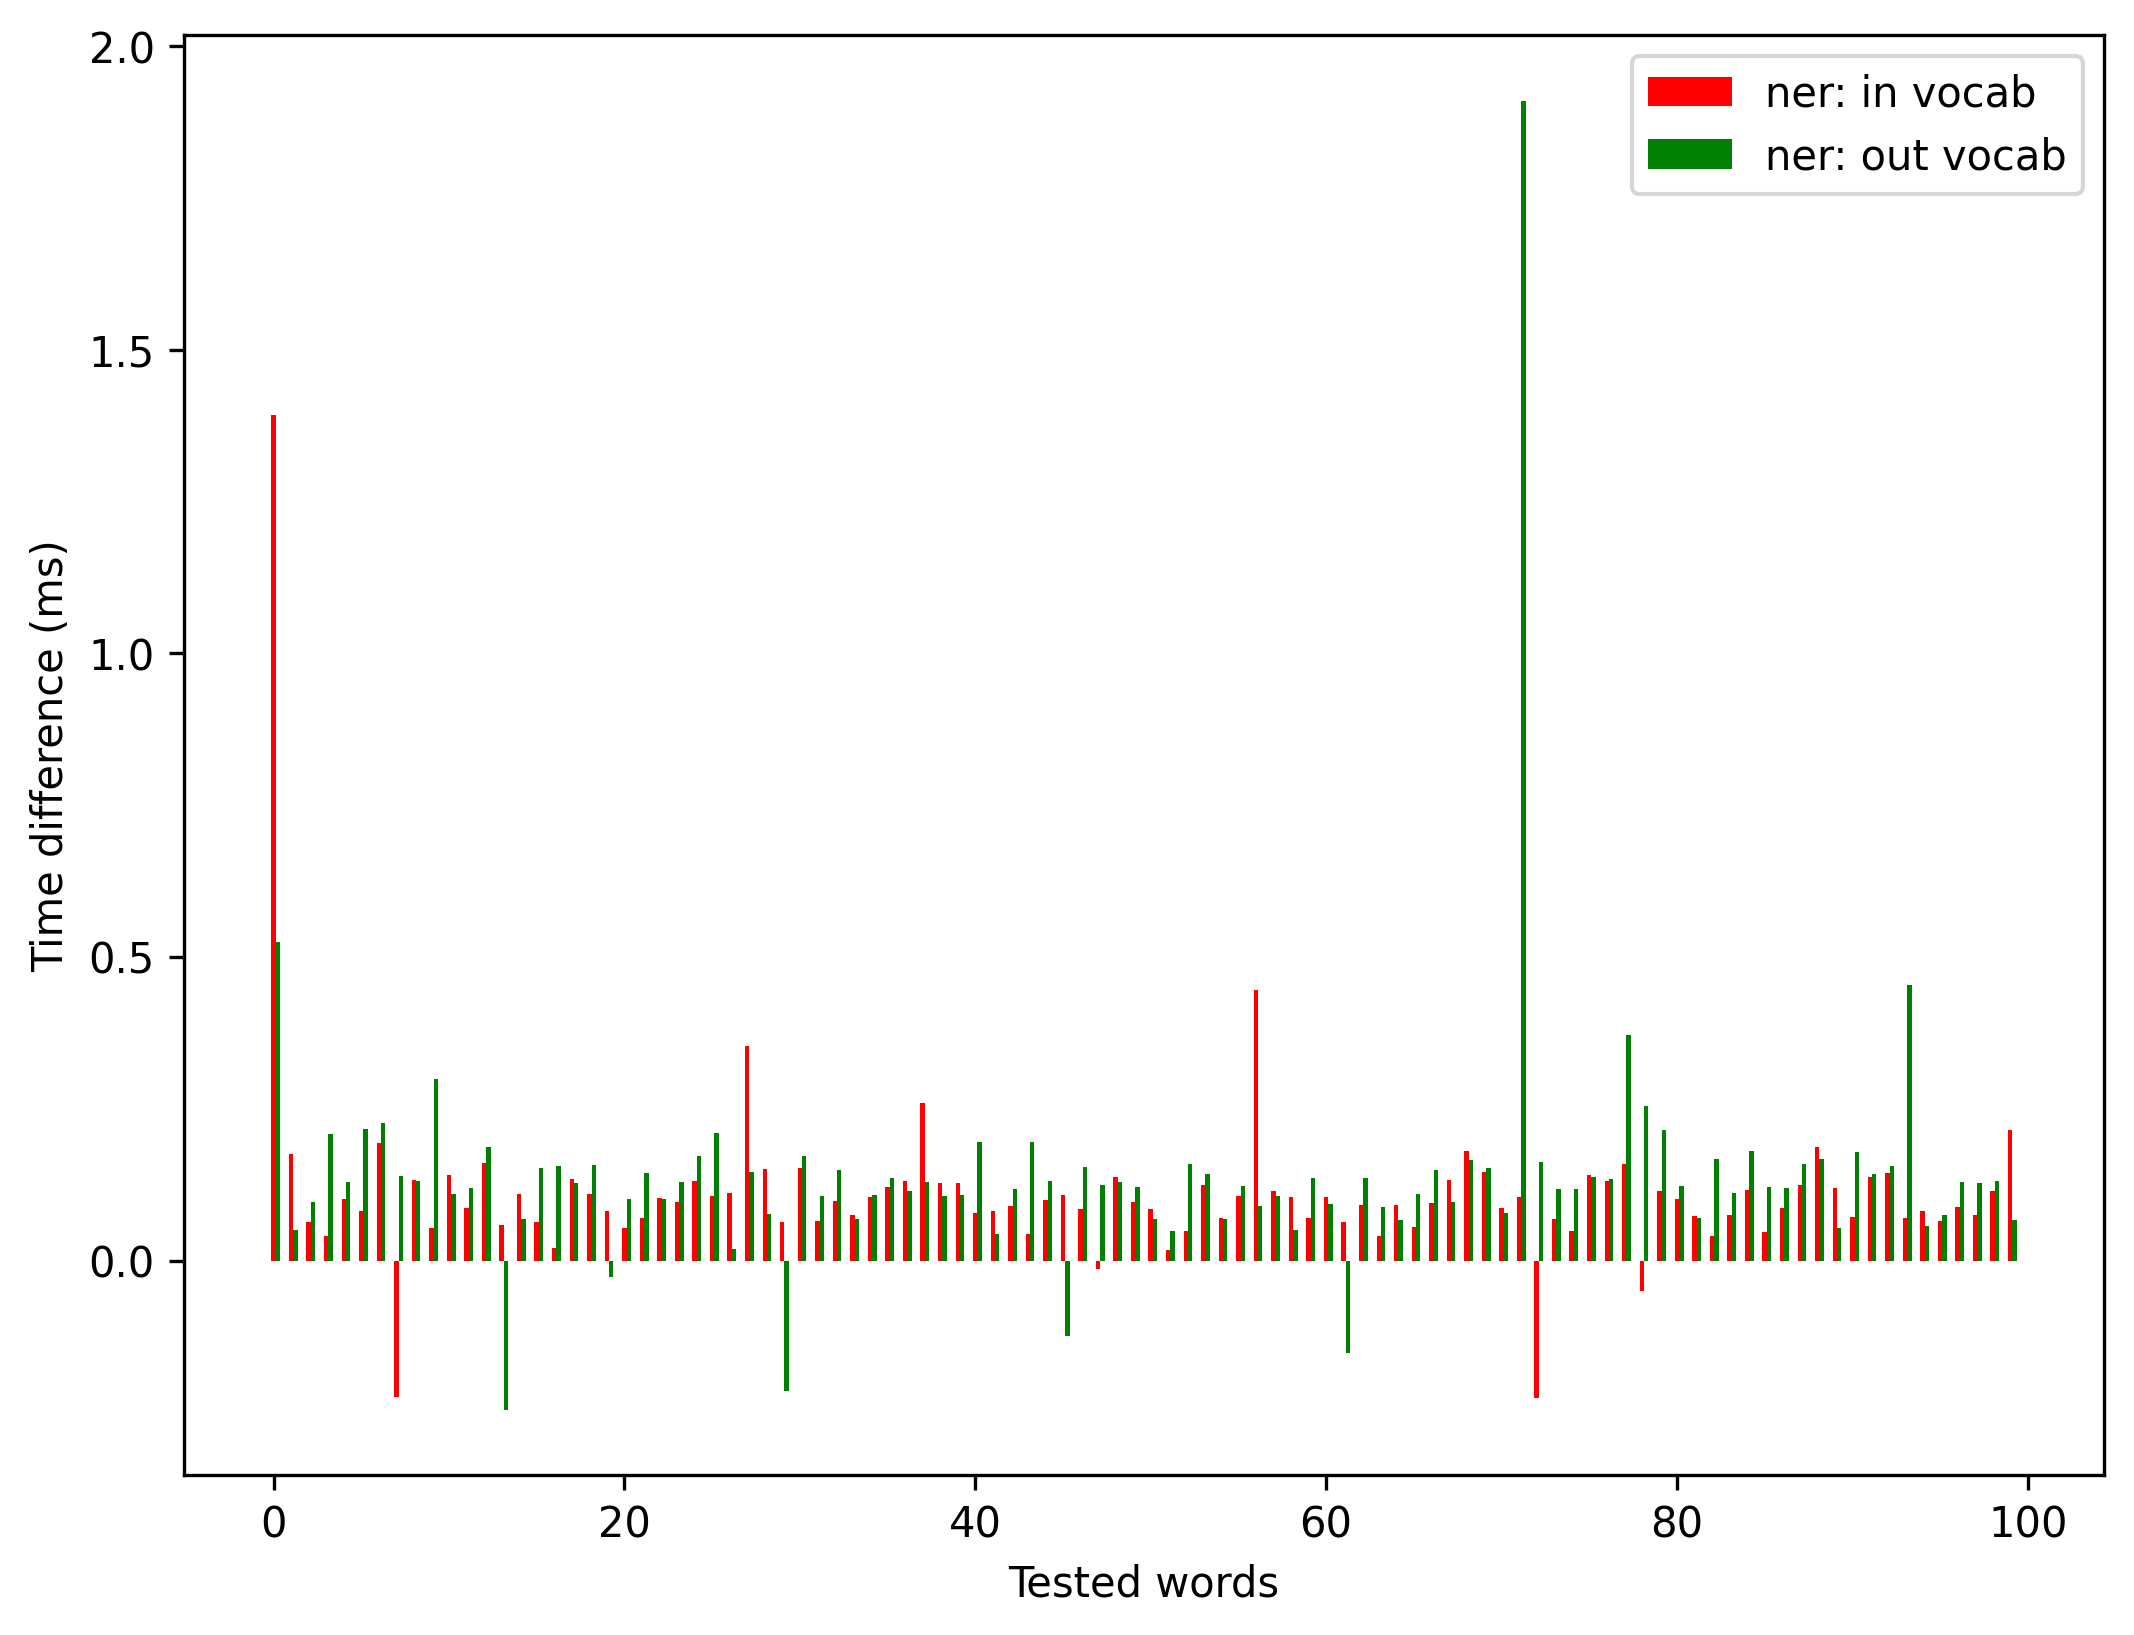 2.0
1.5
1.0
0.5
0.0
Time difference (ms)
ner: in vocab
ner: out vocab
0 20 40 60 80 100
Tested words